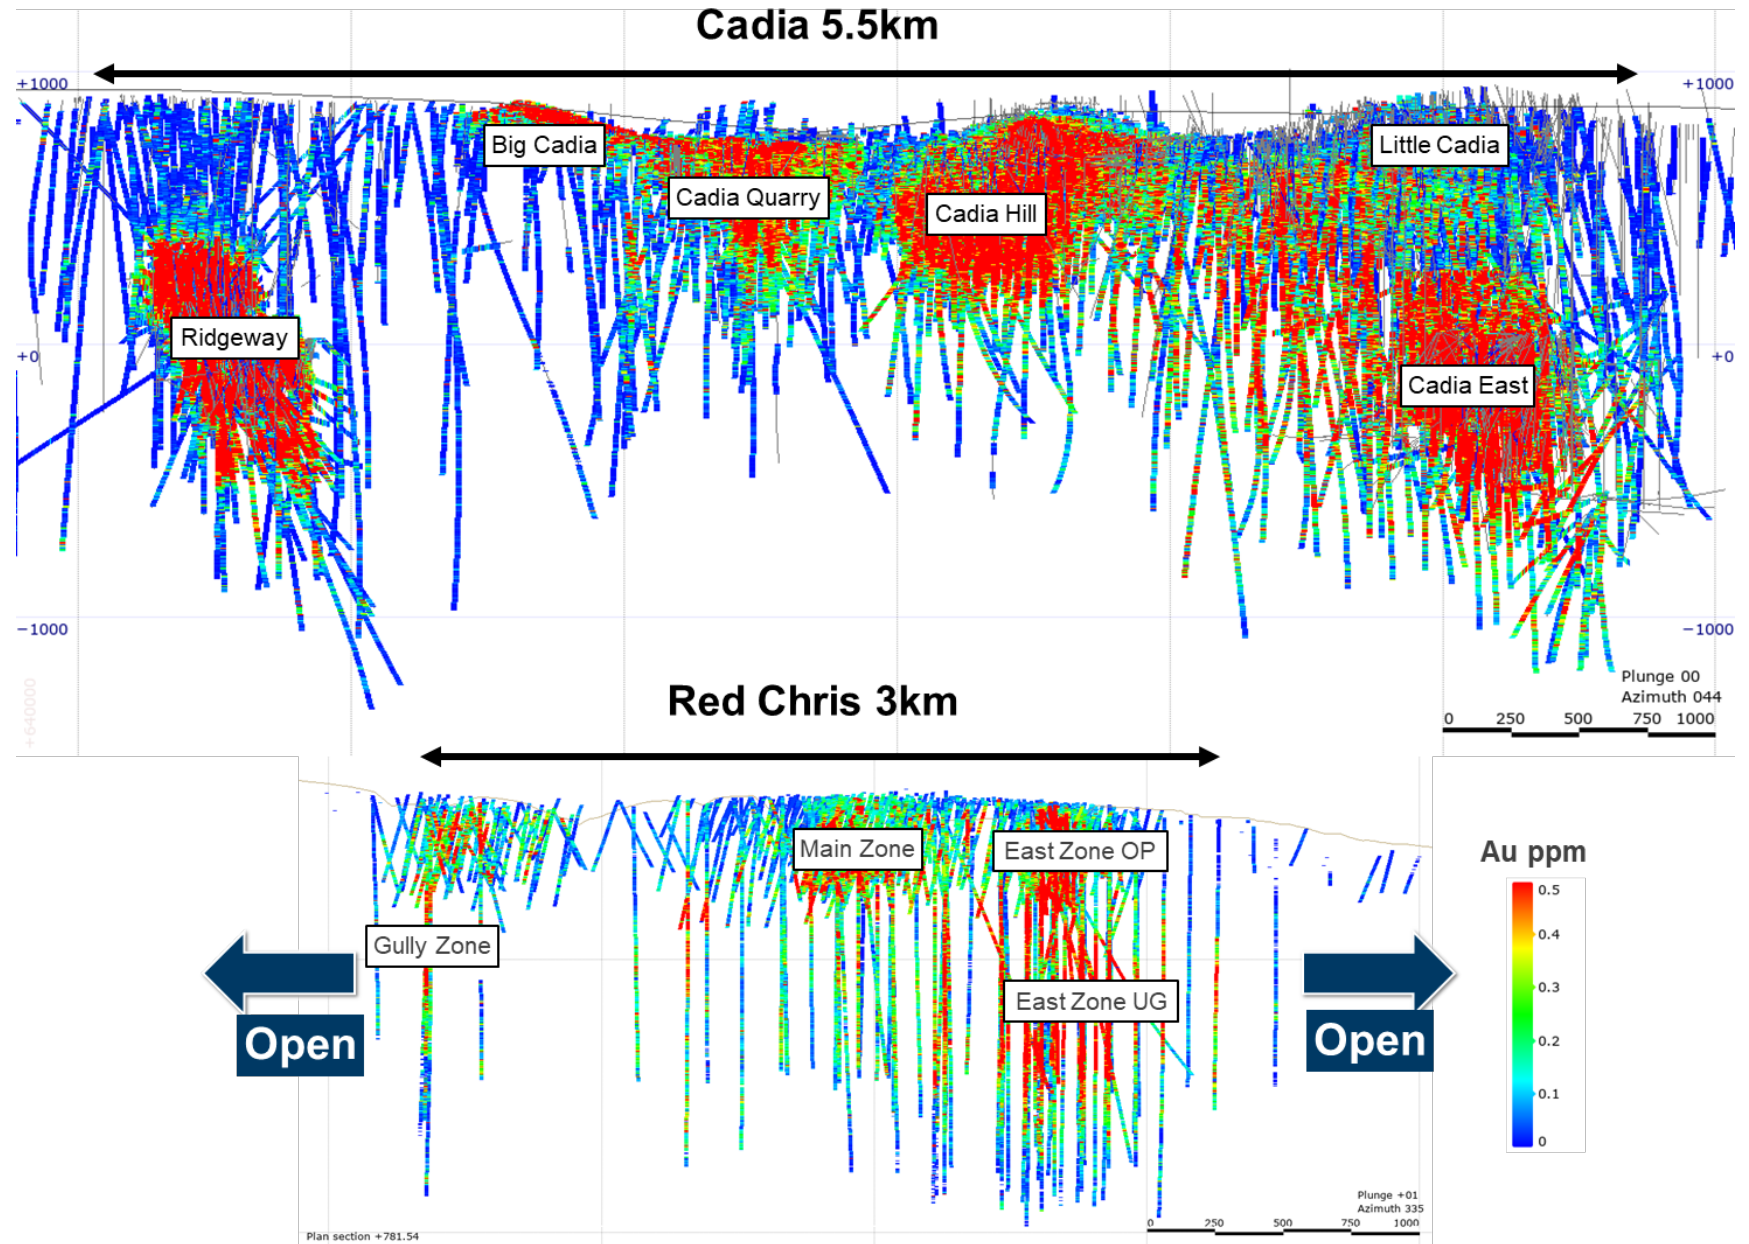 Cadia 5.5km
+1000
+1000
Big Cadia
Little Cadia
Cadia Quarry
Cadia Hill
Ridgeway
+0
+0
Cadia East
-1000
-1000
+640000
Plunge 00
Azimuth 044
0 250 500 750 1000
Red Chris 3km
Main Zone
East Zone OP
Au ppm
0.5
0.4
0.3
0.2
0.1
0
Gully Zone
East Zone UG
Open
Open
Plunge +01
Azimuth 335
0 250 500 750 1000
Plan section +781.54